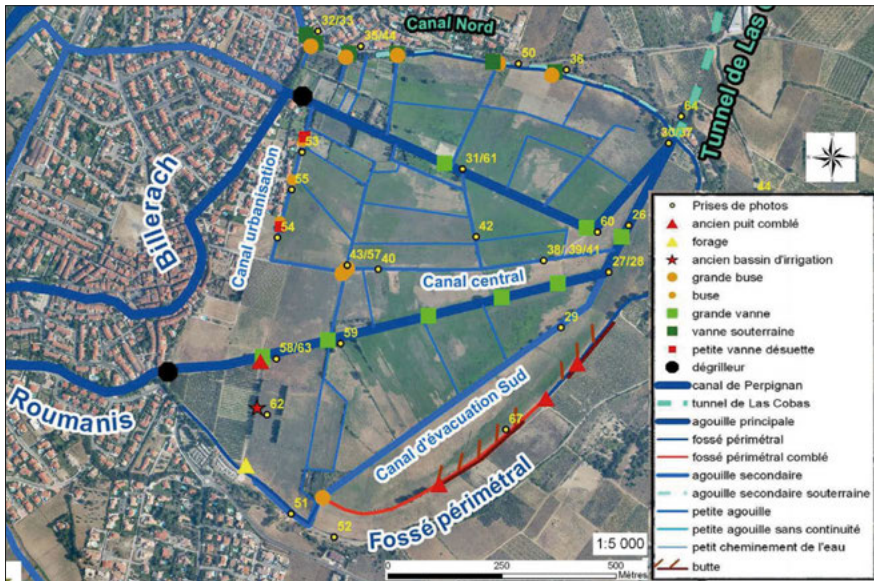 32/33
Canal Nord
35/44
50
36
Tunnel de Las C
64
30/37
53
31/61
44
55
Canal urbanisation
Billerach
54
42
60
26
43/57
40
38/./39/41
27/28
Canal central
29
58/63
59
Roumanis
62
67
Canal d'évacuation Sud
Fossé périmétral
51
52
1:5 000
0
250
500
Mètres
Prises de photos
ancien puit comblé
forage
ancien bassin d'irrigation
grande buse
buse
grande vanne
vanne souterraine
petite vanne désuette
dégrilleur
canal de Perpignan
tunnel de Las Cobas
agouille principale
fossé périmétral
fossé périmétral comblé
agouille secondaire
agouille secondaire souterraine
petite agouille
petite agouille sans continuité
petit cheminement de l'eau
butte